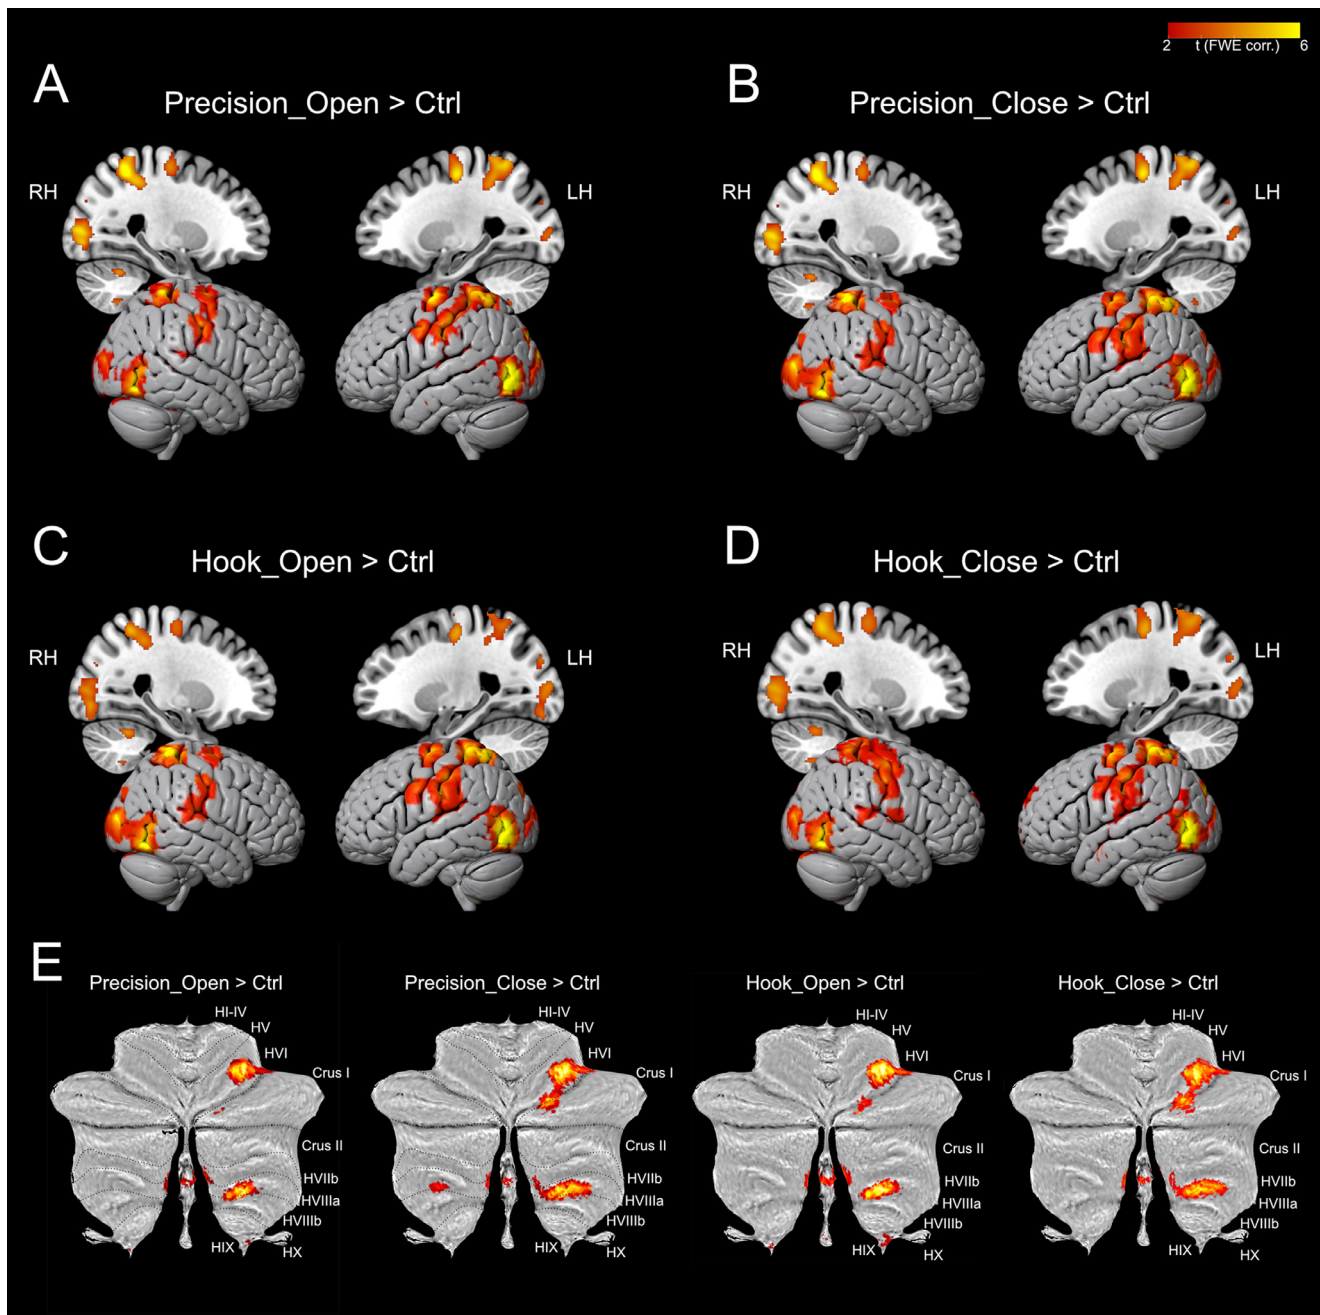 2 t (FWE corr.) 6
A
Precision_Open > Ctrl
RH
LH
B
Precision_Close > Ctrl
RH
LH
C
Hook_Open > Ctrl
RH
LH
D
Hook_Close > Ctrl
RH
LH
E
Precision_Open > Ctrl
HI-IV
HV
HVI
Crus I
Crus II
HVIIb
HVIIIa
HVIIIb
HIX
HX
Precision_Close > Ctrl
HI-IV
HV
HVI
Crus I
Crus II
HVIIb
HVIIIa
HVIIIb
HIX
HX
Hook_Open > Ctrl
HI-IV
HV
HVI
Crus I
Crus II
HVIIb
HVIIIa
HVIIIb
HIX
HX
Hook_Close > Ctrl
HI-IV
HV
HVI
Crus I
Crus II
HVIIb
HVIIIa
HVIIIb
HIX
HX